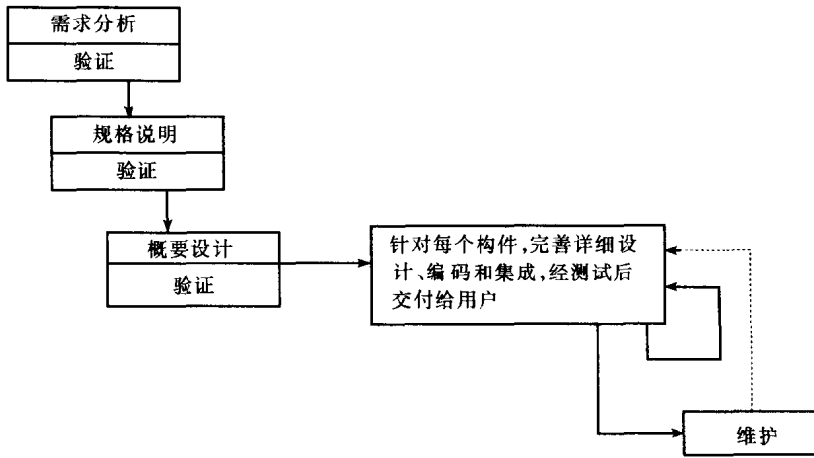 需求分析
验证
规格说明
验证
概要设计
验证
针对每个构件,完善详细设
计、编码和集成,经测试后
交付给用户
维护